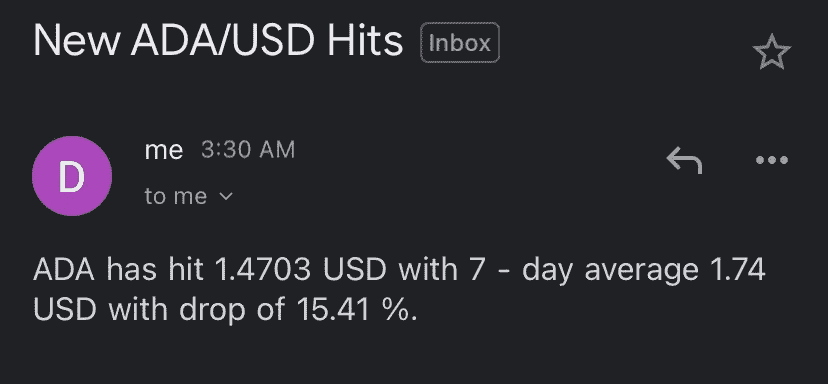 New ADA/USD Hits Inbox
D
me 3:30 AM
to me
ADA has hit 1.4703 USD with 7 - day average 1.74
USD with drop of 15.41 %.